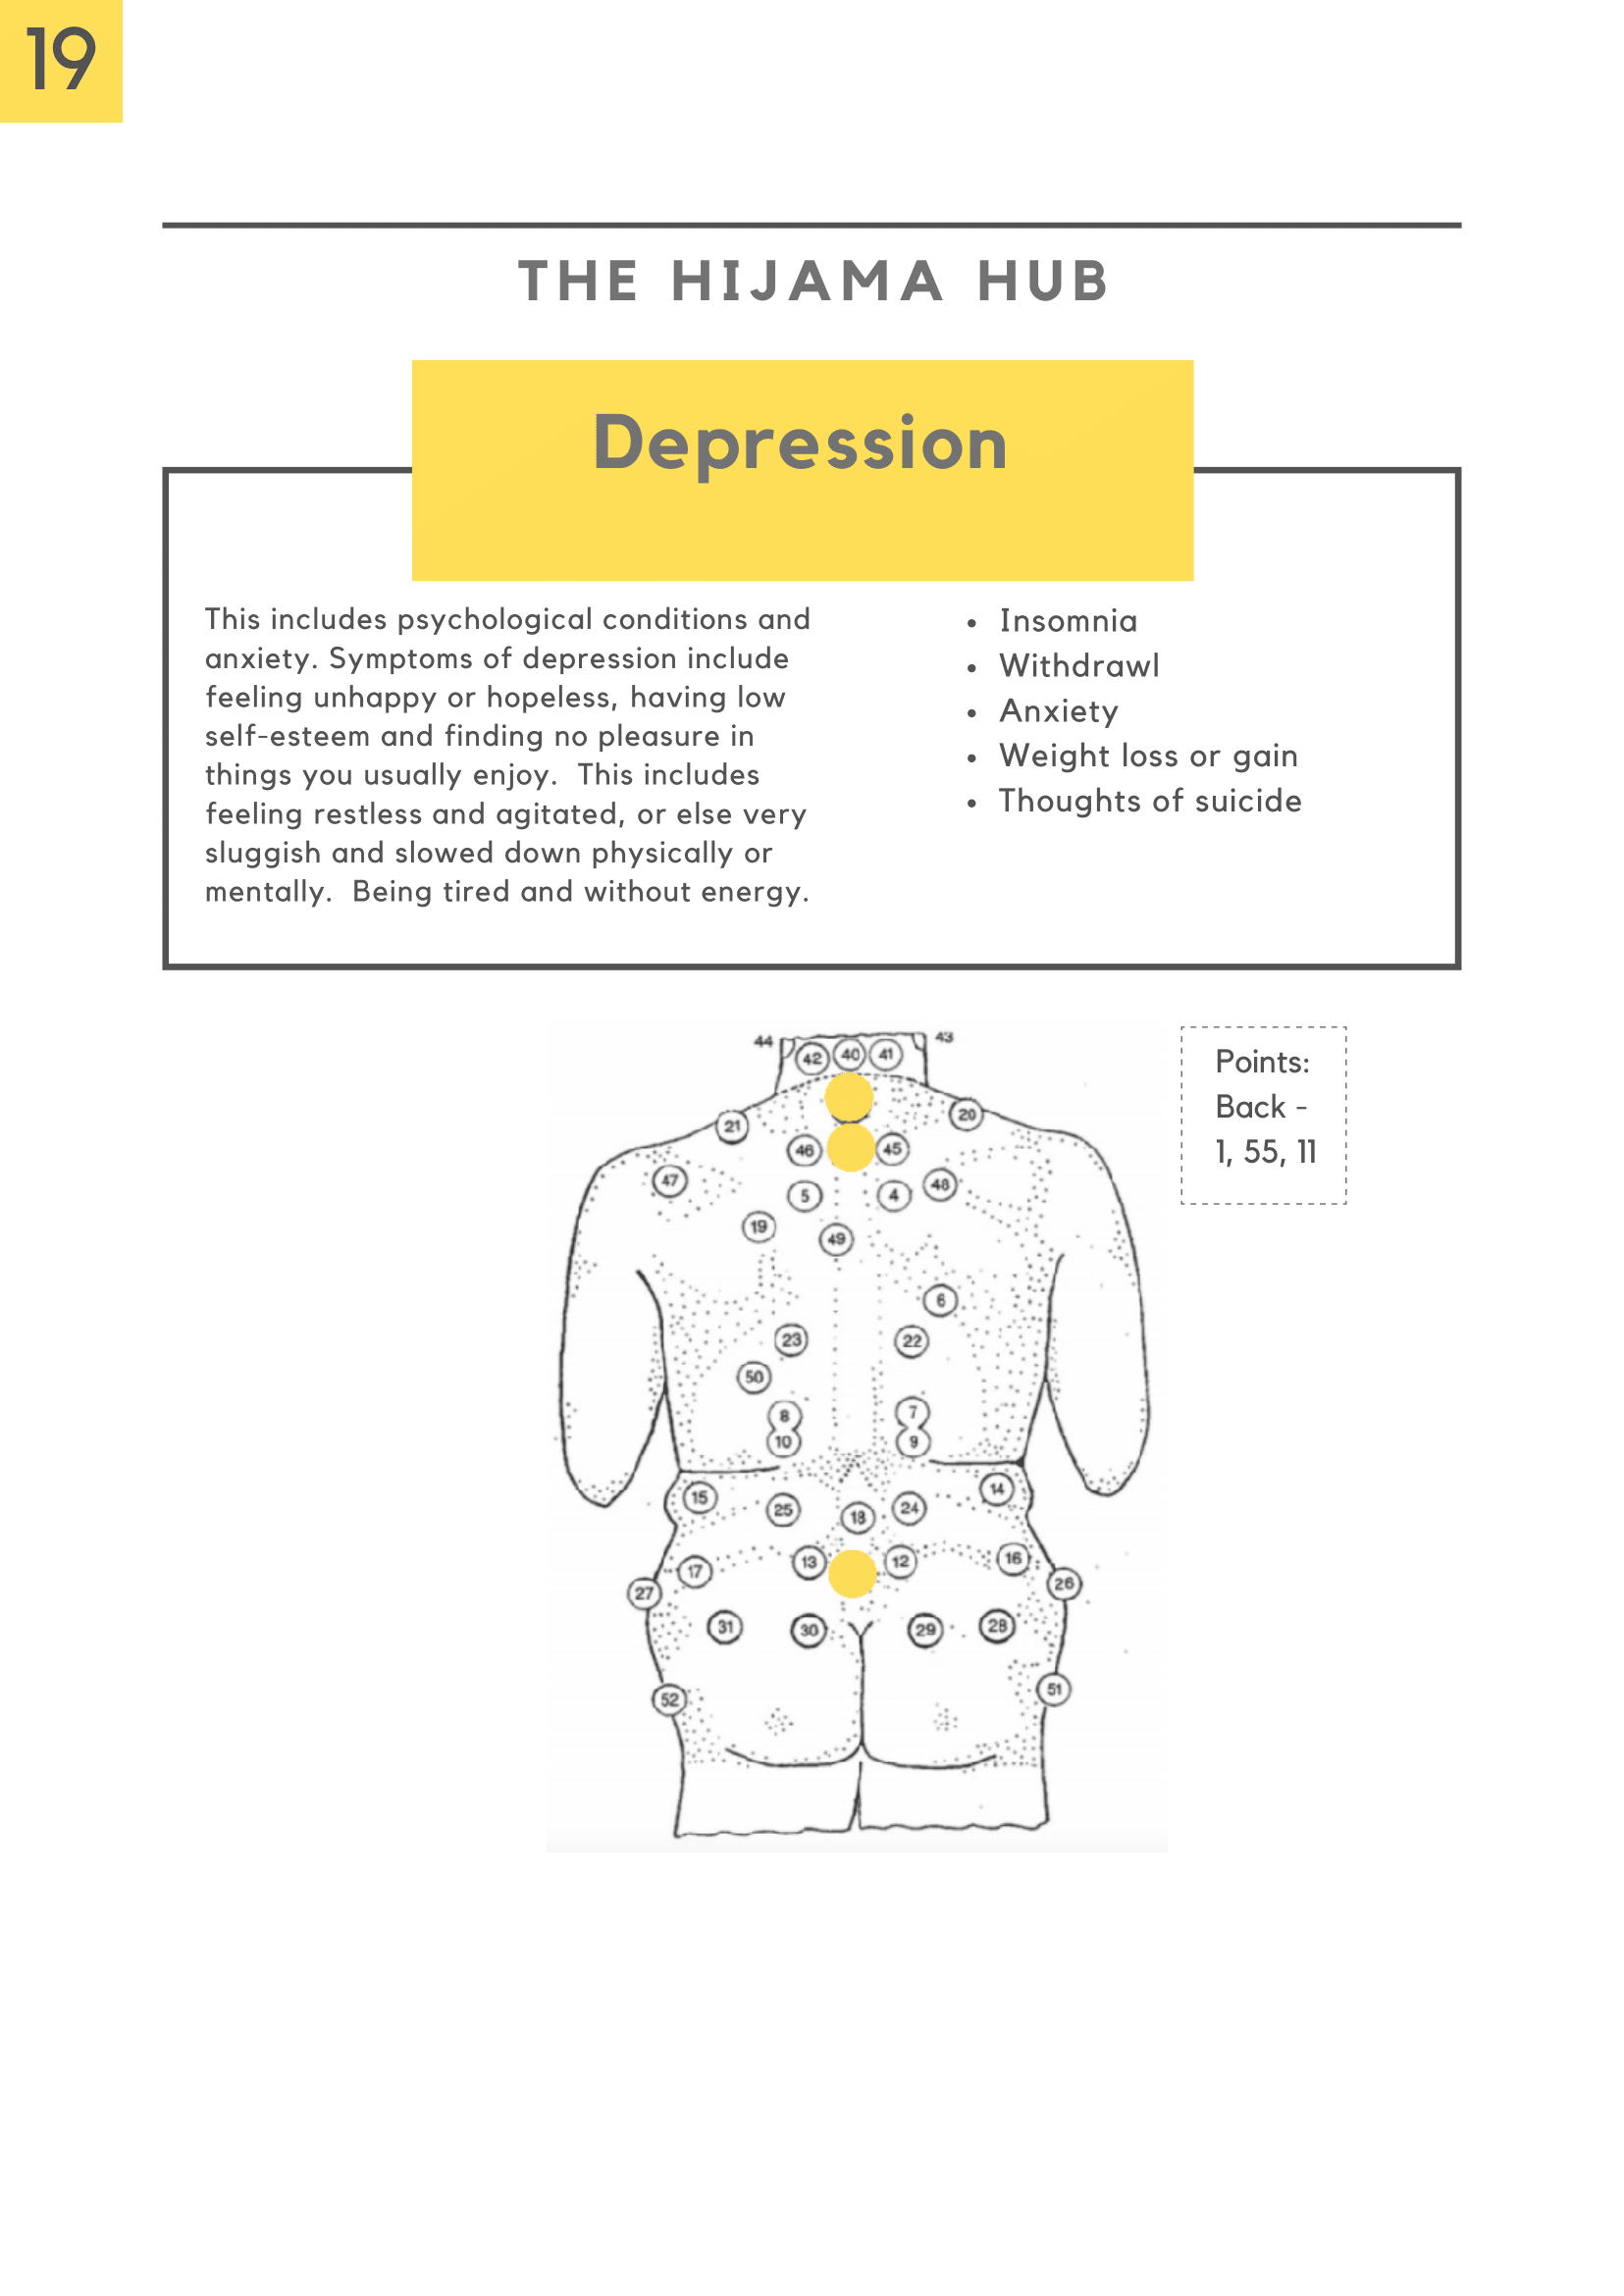 19
THE HIJAMA HUB
Depression
This includes psychological conditions and
anxiety. Symptoms of depression include
feeling unhappy or hopeless, having low
self-esteem and finding no pleasure in
things you usually enjoy.  This includes
feeling restless and agitated, or else very
sluggish and slowed down physically or
mentally.  Being tired and without energy.
• Insomnia
• Withdrawl
• Anxiety
• Weight loss or gain
• Thoughts of suicide
Points:
Back -
1, 55, 11
44 42 40 41 43
21 20
46 45
47 5 4 48
19 49
6
23 22
50
8 7
10 9
15 25 18 24 14
17 13 12 16
27 26
31 30 29 28
52 51